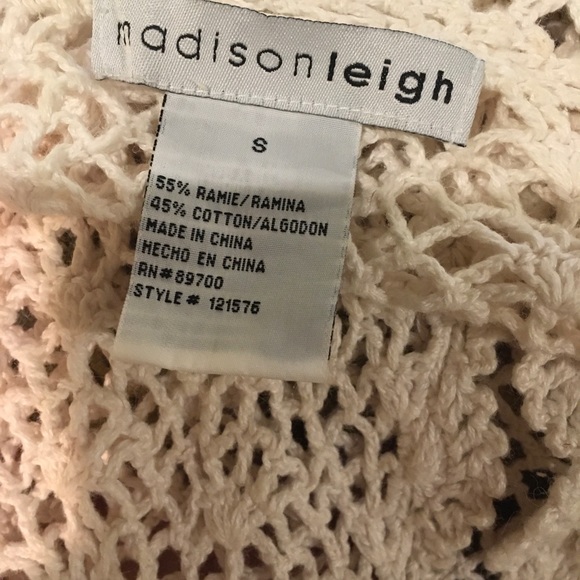 madisonleigh
S
55% RAMIE/RAMINA
45% COTTON/ALGODON
MADE IN CHINA
HECHO EN CHINA
RN#89700
STYLE # 121576